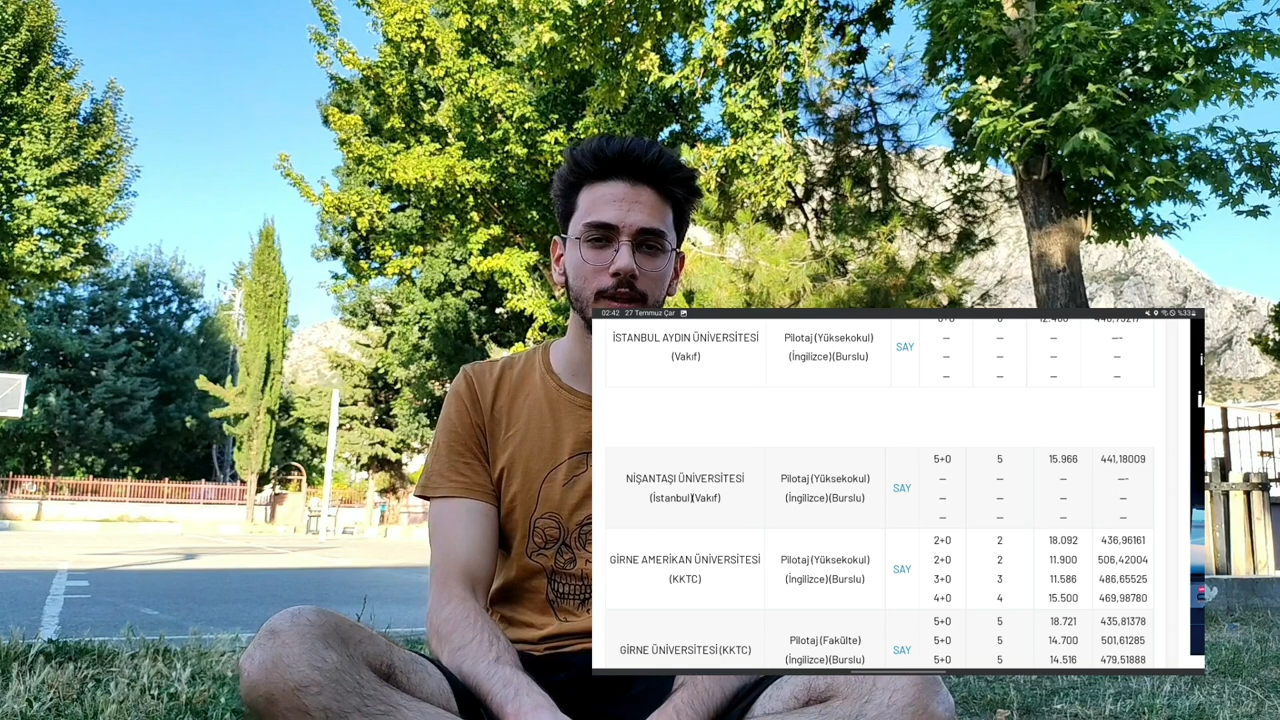 02:42 27 Temmuz Çar %33
İSTANBUL AYDIN ÜNİVERSİTESİ
(Vakıf)
Pilotaj (Yüksekokul)
(İngilizce)(Burslu)
SAY
— — — —
— — — —
— — — —
NİŞANTAŞI ÜNİVERSİTESİ
(İstanbul)(Vakıf)
Pilotaj (Yüksekokul)
(İngilizce)(Burslu)
SAY
5+0 5 15.966 441,18009
— — — —
— — — —
— — — —
GİRNE AMERİKAN ÜNİVERSİTESİ
(KKTC)
Pilotaj (Yüksekokul)
(İngilizce)(Burslu)
SAY
2+0 2 18.092 436,96161
2+0 2 11.900 506,42004
3+0 3 11.586 486,65525
4+0 4 15.500 469,98780
GİRNE ÜNİVERSİTESİ (KKTC)
Pilotaj (Fakülte)
(İngilizce)(Burslu)
SAY
5+0 5 18.721 435,81378
5+0 5 14.700 501,61285
5+0 5 14.516 479,51888